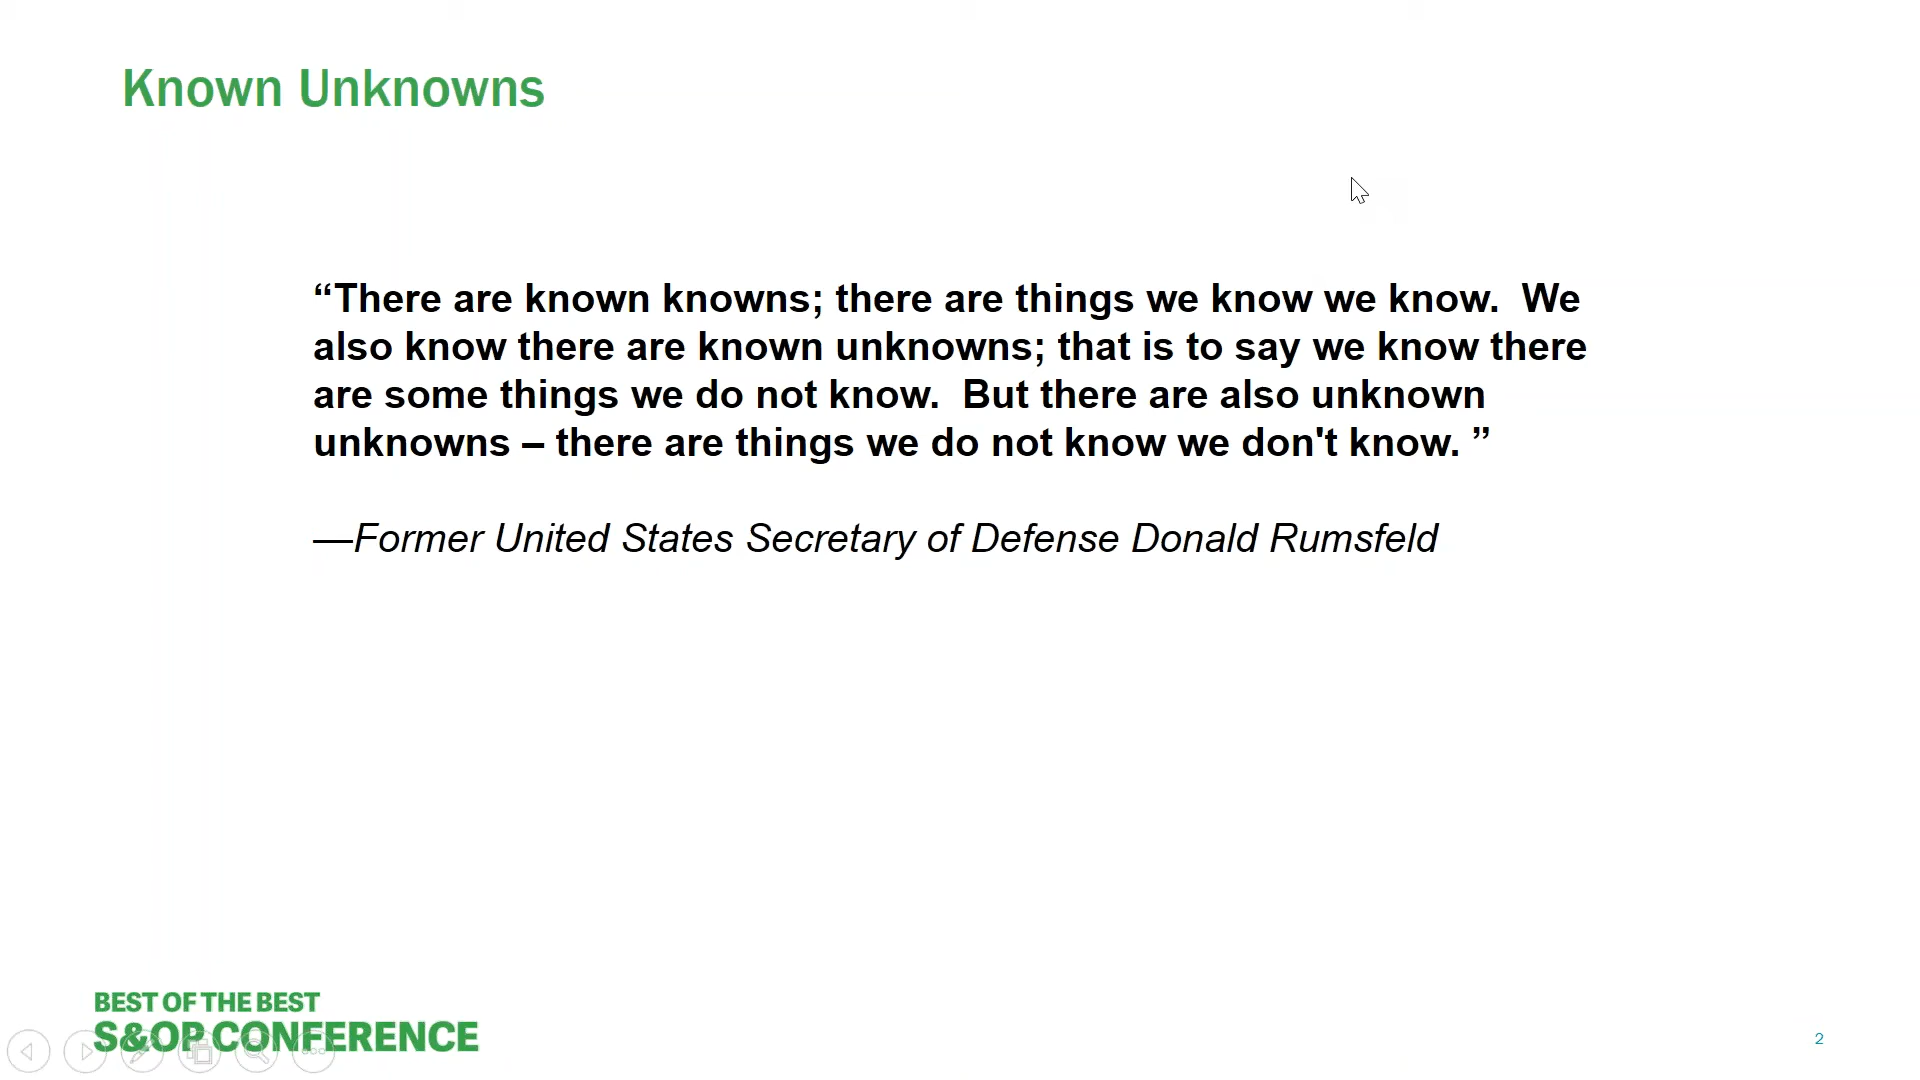 Known Unknowns
“There are known knowns; there are things we know we know.  We
also know there are known unknowns; that is to say we know there
are some things we do not know.  But there are also unknown
unknowns – there are things we do not know we don't know. ”
—Former United States Secretary of Defense Donald Rumsfeld
BEST OF THE BEST
S&OP CONFERENCE
2